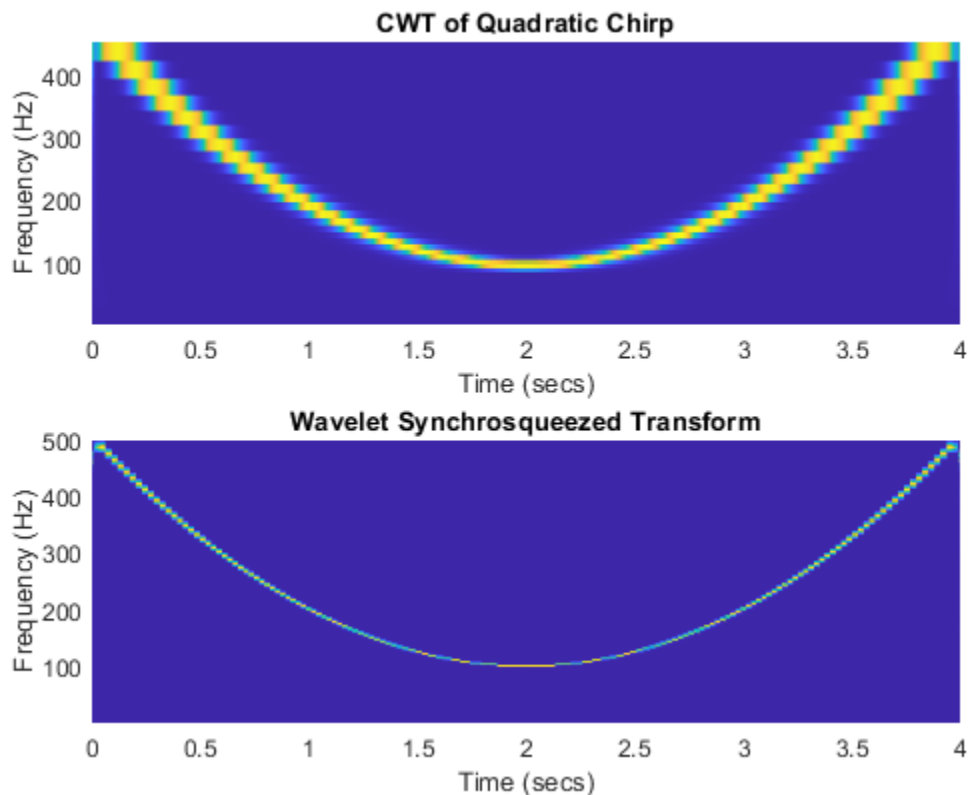 CWT of Quadratic Chirp
Frequency (Hz)
400
300
200
100
0 0.5 1 1.5 2 2.5 3 3.5 4
Time (secs)
Wavelet Synchrosqueezed Transform
Frequency (Hz)
500
400
300
200
100
0 0.5 1 1.5 2 2.5 3 3.5 4
Time (secs)